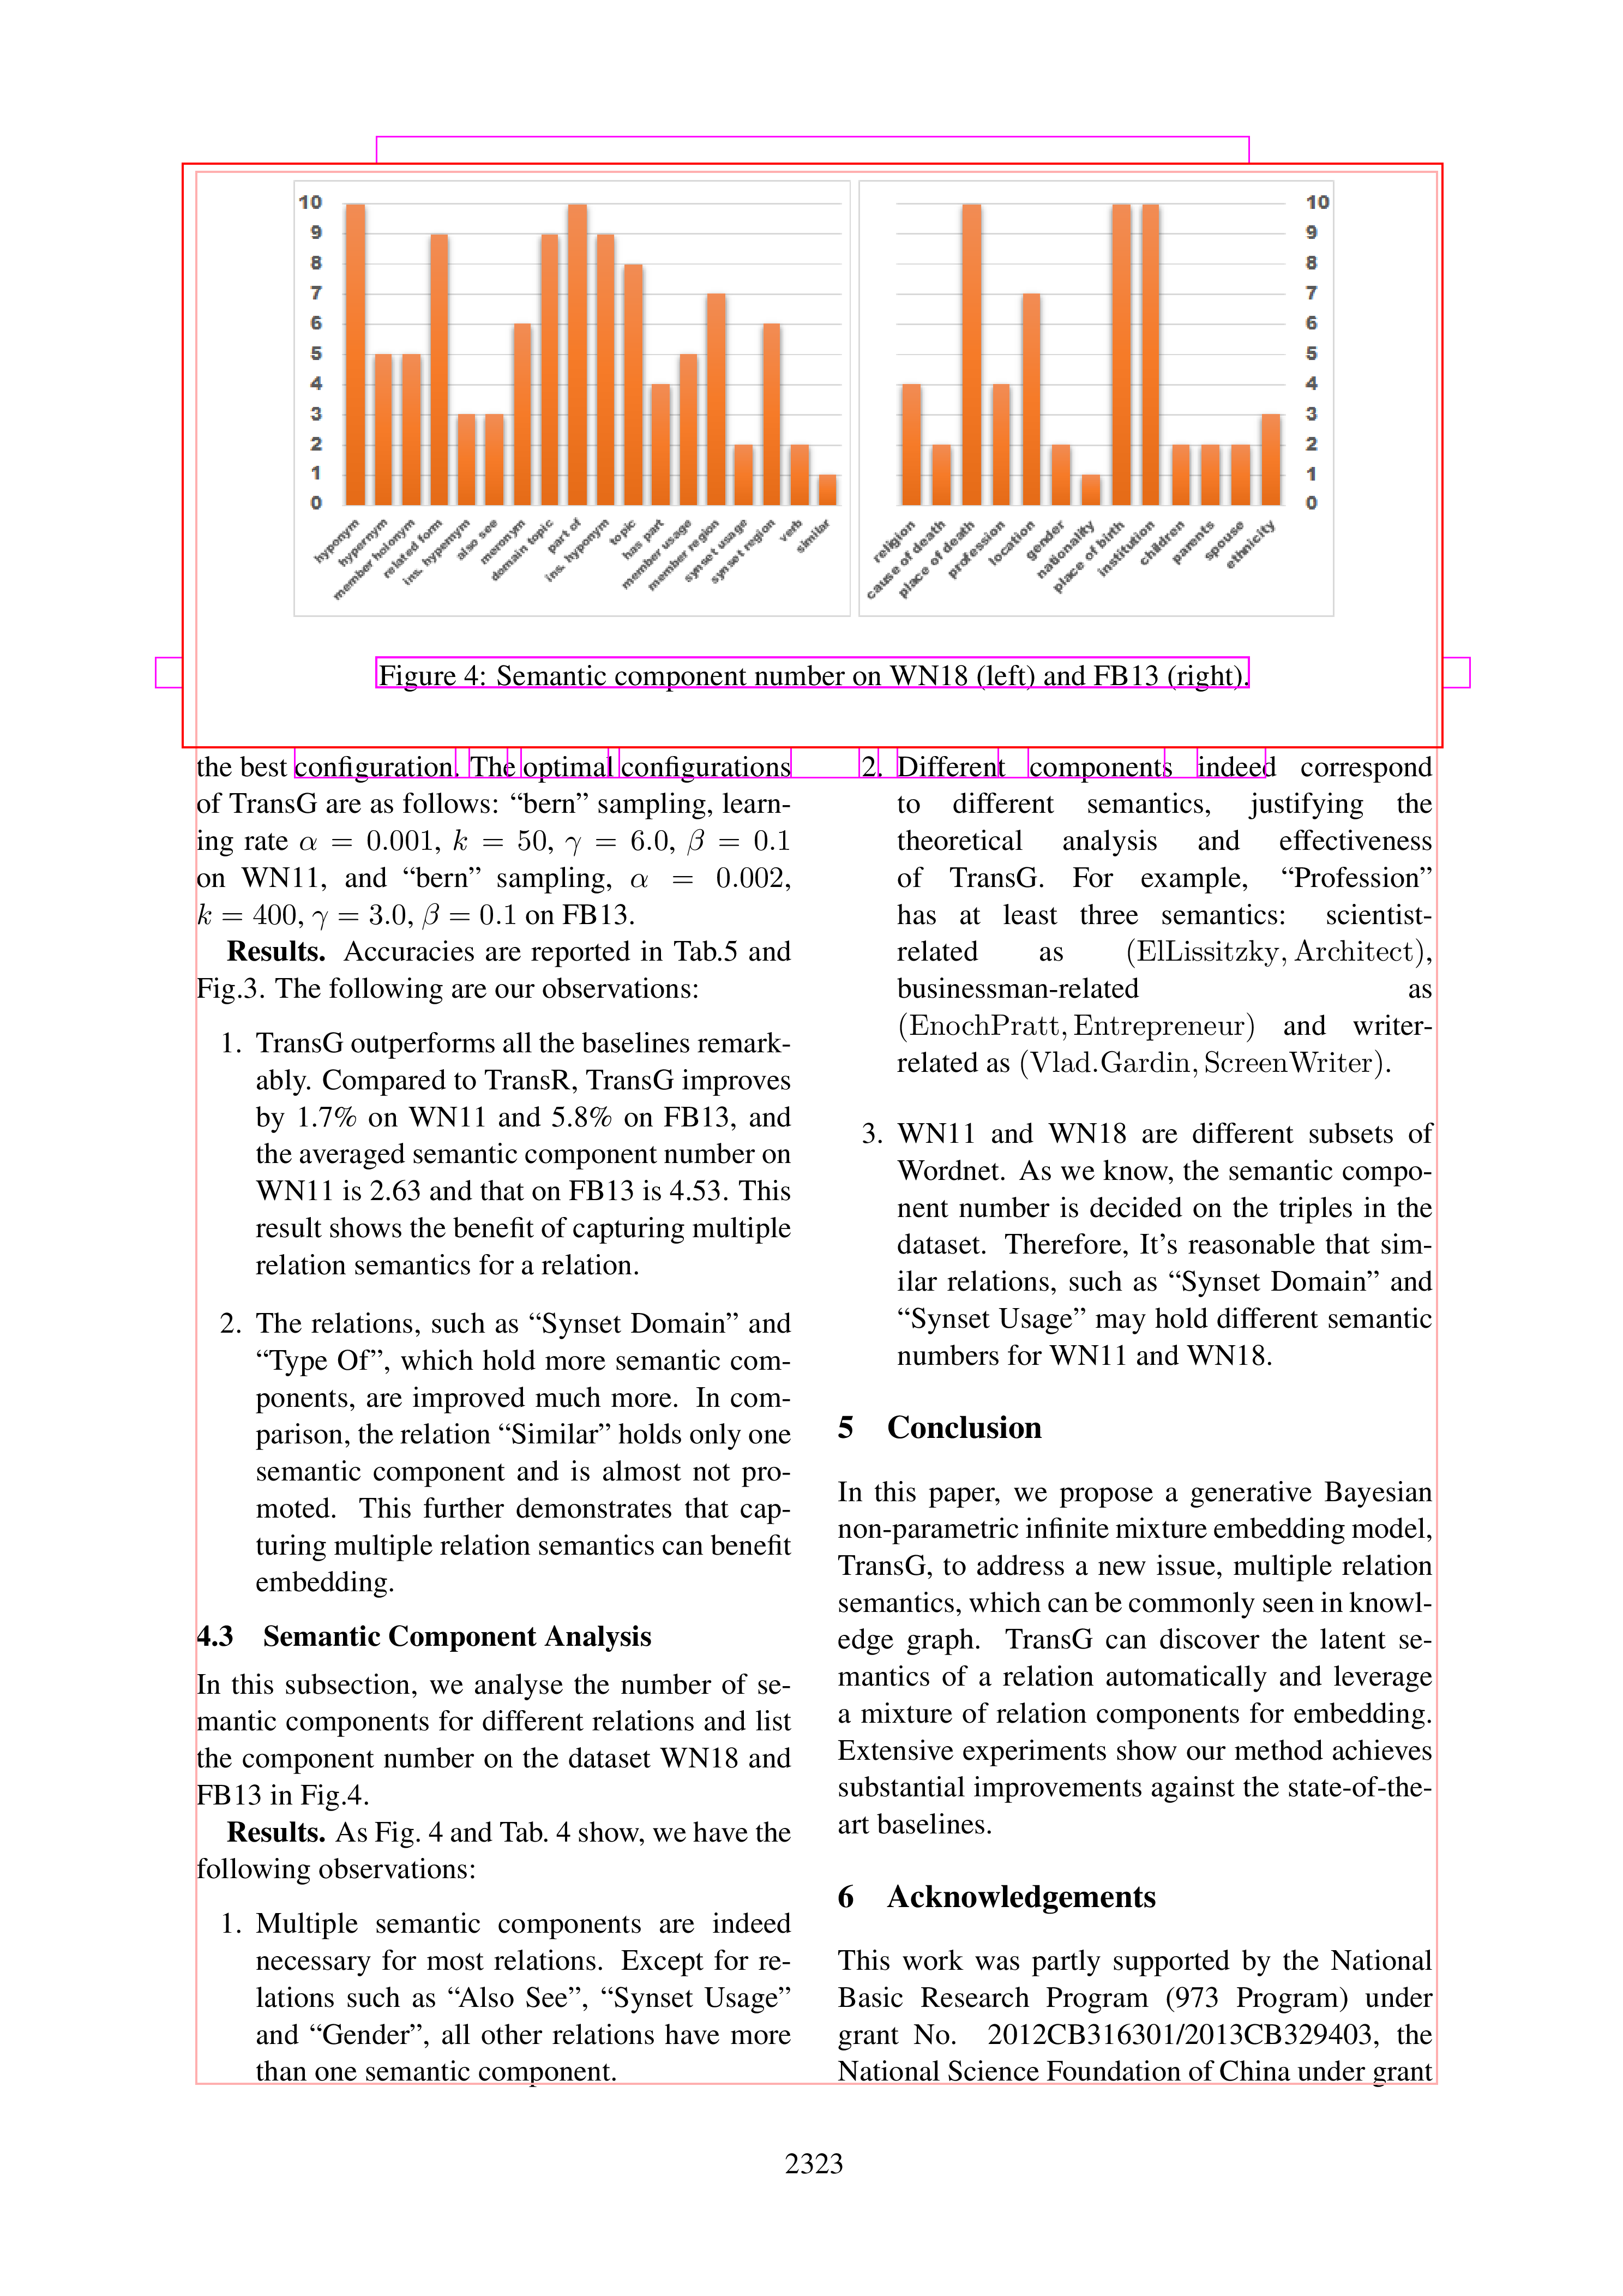 10
9
8
7
6
5
4
3
2
1
0
hyponym
hypernym
member holonym
related form
ins. hypernym
also see
meronym
domain topic
part of
ins. hyponym
topic
has part
member usage
member region
synset usage
synset region
verb
similar
10
9
8
7
6
5
4
3
2
1
0
religion
cause of death
place of death
profession
location
gender
nationality
place of birth
institution
children
parents
spouse
ethnicity
Figure 4: Semantic component number on WN18 (left) and FB13 (right).
the best configuration. The optimal configurations
of TransG are as follows: “bern” sampling, learn-
ing rate α = 0.001, k = 50, γ = 6.0, β = 0.1
on WN11, and “bern” sampling, α = 0.002,
k = 400, γ = 3.0, β = 0.1 on FB13.
Results. Accuracies are reported in Tab.5 and
Fig.3. The following are our observations:
1. TransG outperforms all the baselines remark-
ably. Compared to TransR, TransG improves
by 1.7% on WN11 and 5.8% on FB13, and
the averaged semantic component number on
WN11 is 2.63 and that on FB13 is 4.53. This
result shows the benefit of capturing multiple
relation semantics for a relation.
2. The relations, such as “Synset Domain” and
“Type Of”, which hold more semantic com-
ponents, are improved much more. In com-
parison, the relation “Similar” holds only one
semantic component and is almost not pro-
moted. This further demonstrates that cap-
turing multiple relation semantics can benefit
embedding.
4.3 Semantic Component Analysis
In this subsection, we analyse the number of se-
mantic components for different relations and list
the component number on the dataset WN18 and
FB13 in Fig.4.
Results. As Fig. 4 and Tab. 4 show, we have the
following observations:
1. Multiple semantic components are indeed
necessary for most relations. Except for re-
lations such as “Also See”, “Synset Usage”
and “Gender”, all other relations have more
than one semantic component.
2. Different components indeed correspond
to different semantics, justifying the
theoretical analysis and effectiveness
of TransG. For example, “Profession”
has at least three semantics: scientist-
related as (ElLissitzky, Architect),
businessman-related as
(EnochPratt, Entrepreneur) and writer-
related as (Vlad.Gardin, ScreenWriter).
3. WN11 and WN18 are different subsets of
Wordnet. As we know, the semantic compo-
nent number is decided on the triples in the
dataset. Therefore, It’s reasonable that sim-
ilar relations, such as “Synset Domain” and
“Synset Usage” may hold different semantic
numbers for WN11 and WN18.
5 Conclusion
In this paper, we propose a generative Bayesian
non-parametric infinite mixture embedding model,
TransG, to address a new issue, multiple relation
semantics, which can be commonly seen in knowl-
edge graph. TransG can discover the latent se-
mantics of a relation automatically and leverage
a mixture of relation components for embedding.
Extensive experiments show our method achieves
substantial improvements against the state-of-the-
art baselines.
6 Acknowledgements
This work was partly supported by the National
Basic Research Program (973 Program) under
grant No. 2012CB316301/2013CB329403, the
National Science Foundation of China under grant
2323